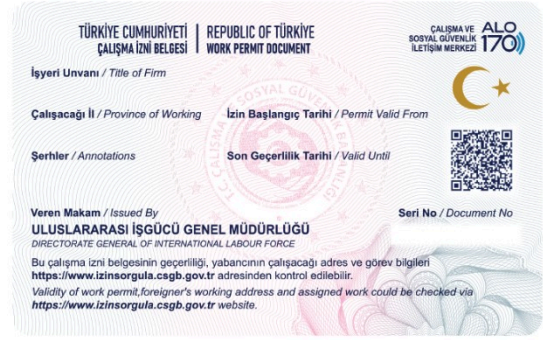 TÜRKİYE CUMHURİYETİ
ÇALIŞMA İZNİ BELGESİ
REPUBLIC OF TÜRKİYE
WORK PERMIT DOCUMENT
ÇALIŞMA VE
SOSYAL GÜVENLİK
İLETİŞİM MERKEZİ
ALO
170
İşyeri Unvanı / Title of Firm
Çalışacağı İl / Province of Working
İzin Başlangıç Tarihi / Permit Valid From
Şerhler / Annotations
Son Geçerlilik Tarihi / Valid Until
T.C. ÇALIŞMA VE SOSYAL GÜVENLİK BAKANLIĞI
Veren Makam / Issued By
Seri No / Document No
ULUSLARARASI İŞGÜCÜ GENEL MÜDÜRLÜĞÜ
DIRECTORATE GENERAL OF INTERNATIONAL LABOUR FORCE
Bu çalışma izni belgesinin geçerliliği, yabancının çalışacağı adres ve görev bilgileri
https://www.izinsorgula.csgb.gov.tr adresinden kontrol edilebilir.
Validity of work permit,foreigner's working address and assigned work could be checked via
https://www.izinsorgula.csgb.gov.tr website.